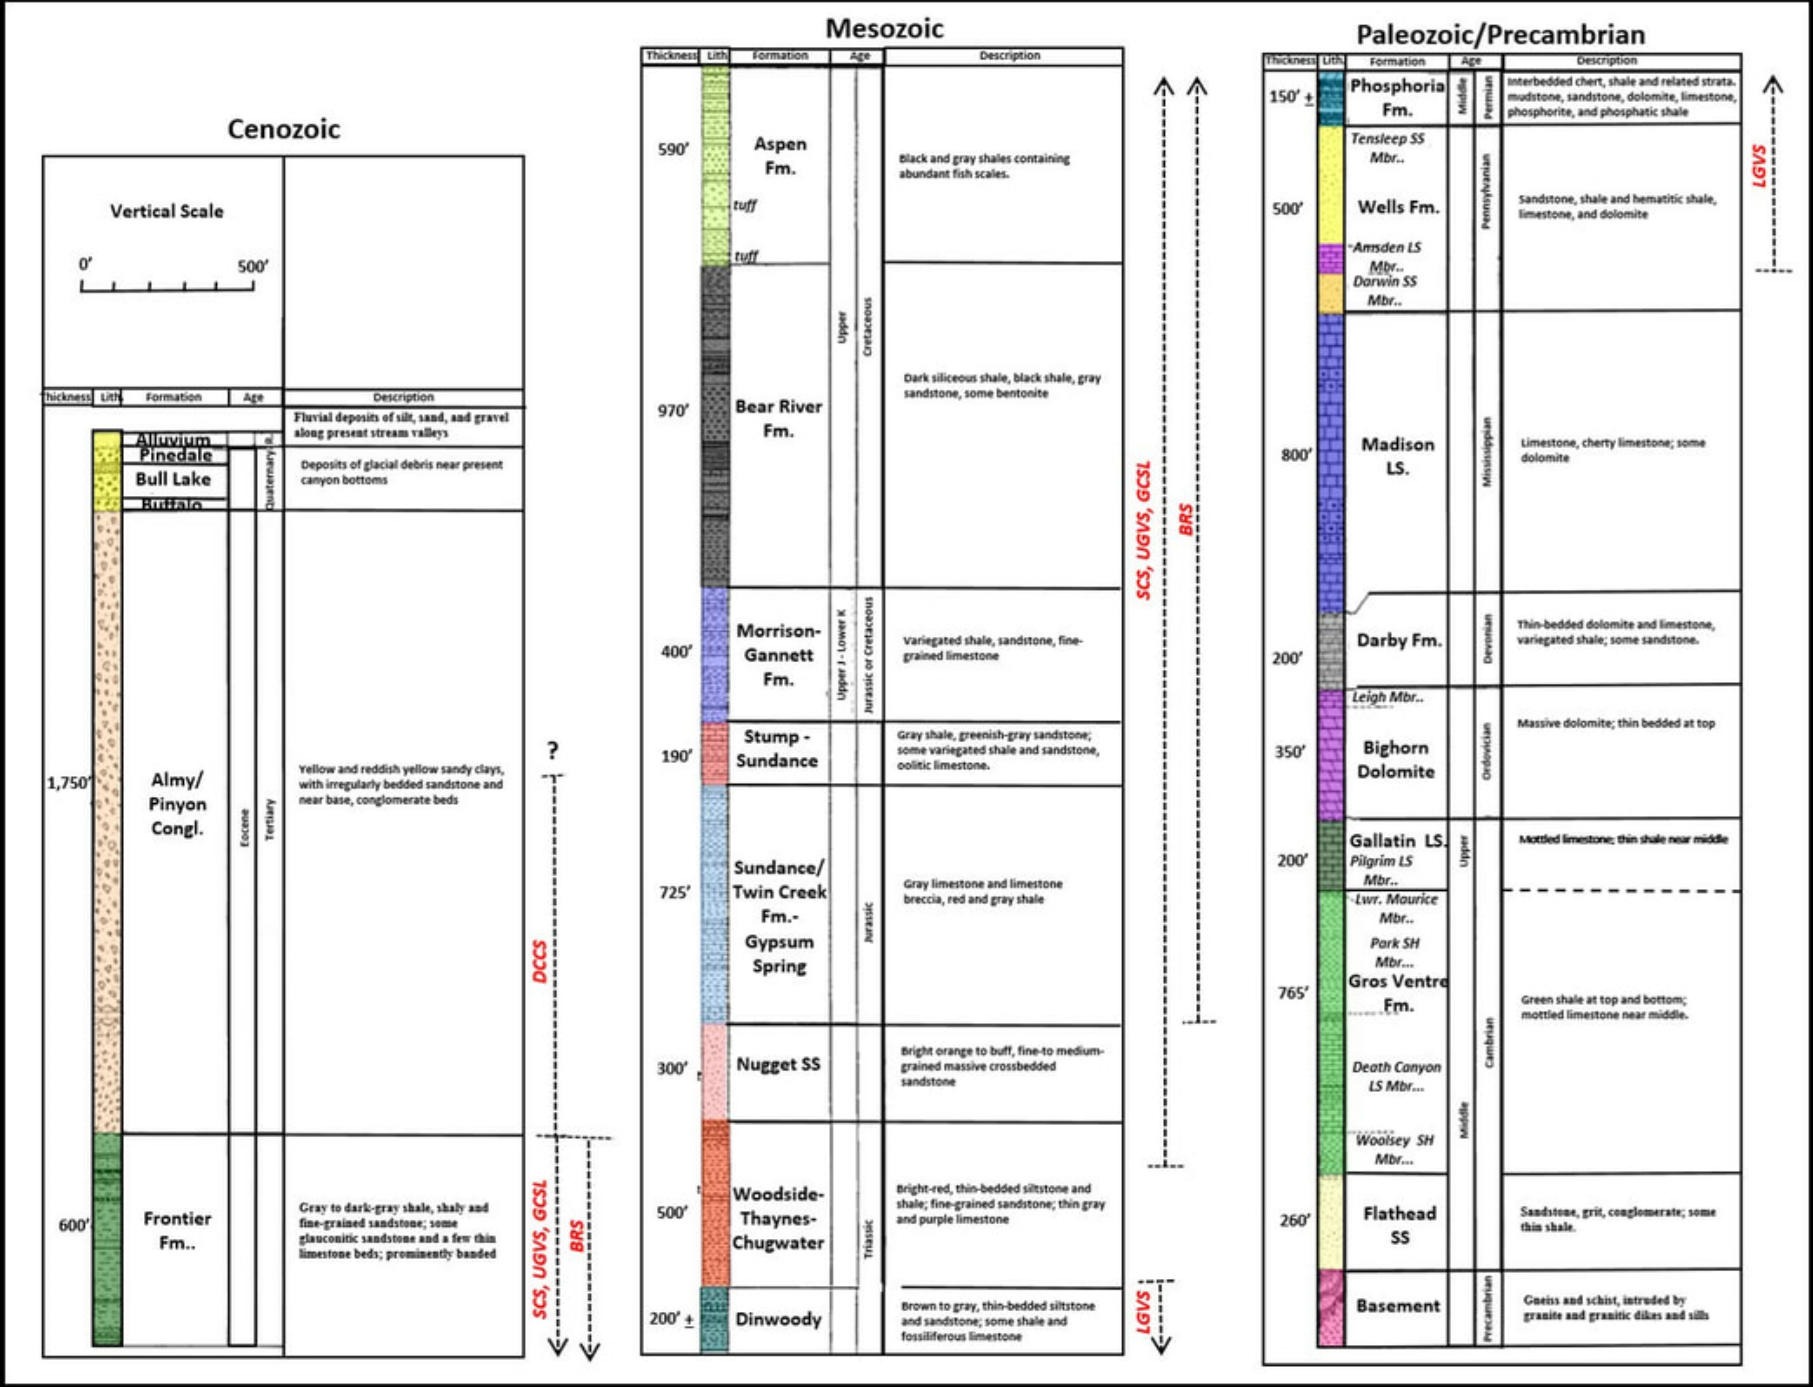 Cenozoic
Vertical Scale
0’ 500’
hickness Lith Formation Age Description
Alluvium
R.
Fluvial deposits of silt, sand, and gravel
along present stream valleys
Pinedale
Bull Lake
Buffalo
Quaternary
Deposits of glacial debris near present
canyon bottoms
1,750’
Almy/
Pinyon
Congl.
Eocene
Tertiary
Yellow and reddish yellow sandy clays,
with irregularly bedded sandstone and
near base, conglomerate beds
600’
Frontier
Fm..
Gray to dark-gray shale, shaly and
fine-grained sandstone; some
glauconitic sandstone and a few thin
limestone beds; prominently banded
?
DCCS
SCS, UGVS, GCSL
BRS
Mesozoic
Thickness Lith Formation Age Description
590’
Aspen
Fm.
tuff
tuff
Black and gray shales containing
abundant fish scales.
Upper
Cretaceous
970’
Bear River
Fm.
Dark siliceous shale, black shale, gray
sandstone, some bentonite
400’
Morrison-
Gannett
Fm.
Upper J - Lower K
Jurassic or Cretaceous
Variegated shale, sandstone, fine-
grained limestone
190’
Stump -
Sundance
Gray shale, greenish-gray sandstone;
some variegated shale and sandstone,
oolitic limestone.
725’
Sundance/
Twin Creek
Fm.-
Gypsum
Spring
Jurassic
Gray limestone and limestone
breccia, red and gray shale
300’
Nugget SS
Bright orange to buff, fine-to medium-
grained massive crossbedded
sandstone
500’
Woodside-
Thaynes-
Chugwater
Triassic
Bright-red, thin-bedded siltstone and
shale; fine-grained sandstone; thin gray
and purple limestone
200’ ±
Dinwoody
Brown to gray, thin-bedded siltstone
and sandstone; some shale and
fossiliferous limestone
SCS, UGVS, GCSL
BRS
LGVS
Paleozoic/Precambrian
Thickness Lith. Formation Age Description
150’ ±
Phosphoria
Fm.
Middle
Permian
Interbedded chert, shale and related strata.
mudstone, sandstone, dolomite, limestone,
phosphorite, and phosphatic shale
Tensleep SS
Mbr..
500’
Wells Fm.
Amsden LS
Mbr..
Darwin SS
Mbr..
Pennsylvanian
Sandstone, shale and hematitic shale,
limestone, and dolomite
800’
Madison
LS.
Mississippian
Limestone, cherty limestone; some
dolomite
200’
Darby Fm.
Devonian
Thin-bedded dolomite and limestone,
variegated shale; some sandstone.
Leigh Mbr..
350’
Bighorn
Dolomite
Ordovician
Massive dolomite; thin bedded at top
200’
Gallatin LS.
Pilgrim LS
Mbr..
Upper
Mottled limestone; thin shale near middle
Lwr. Maurice
Mbr..
Park SH
Mbr...
765’
Gros Ventre
Fm.
Death Canyon
LS Mbr...
Woolsey SH
Mbr...
Middle
Cambrian
Green shale at top and bottom;
mottled limestone near middle.
260’
Flathead
SS
Sandstone, grit, conglomerate; some
thin shale.
Basement
Precambrian
Gneiss and schist, intruded by
granite and granitic dikes and sills
LGVS